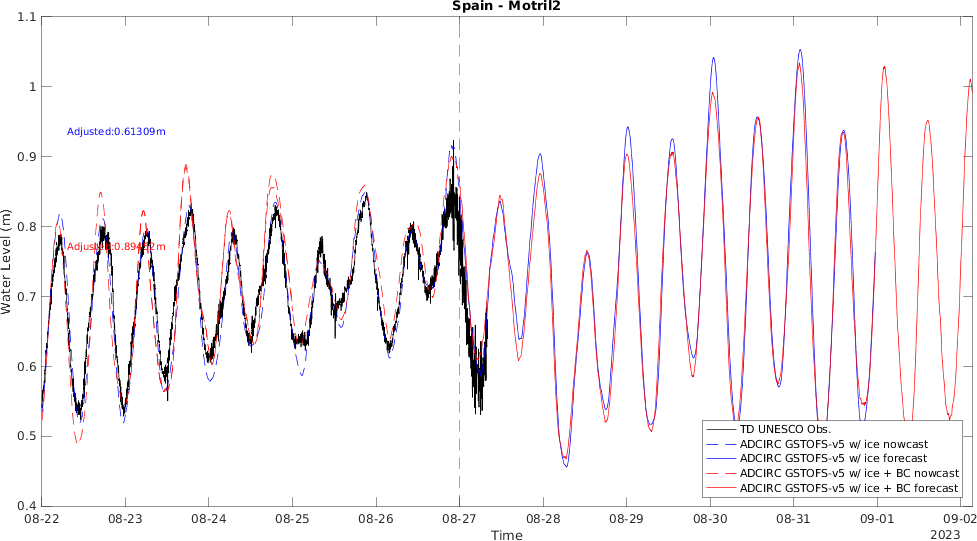 Spain - Motril2
1.1
1
0.9
0.8
0.7
0.6
0.5
0.4
Water Level (m)
Adjusted:0.61309m
TD UNESCO Obs.
ADCIRC GSTOFS-v5 w/ ice nowcast
ADCIRC GSTOFS-v5 w/ ice forecast
ADCIRC GSTOFS-v5 w/ ice + BC nowcast
ADCIRC GSTOFS-v5 w/ ice + BC forecast
08-22 08-23 08-24 08-25 08-26 08-27 08-28 08-29 08-30 08-31 09-01 09-02
Time
2023